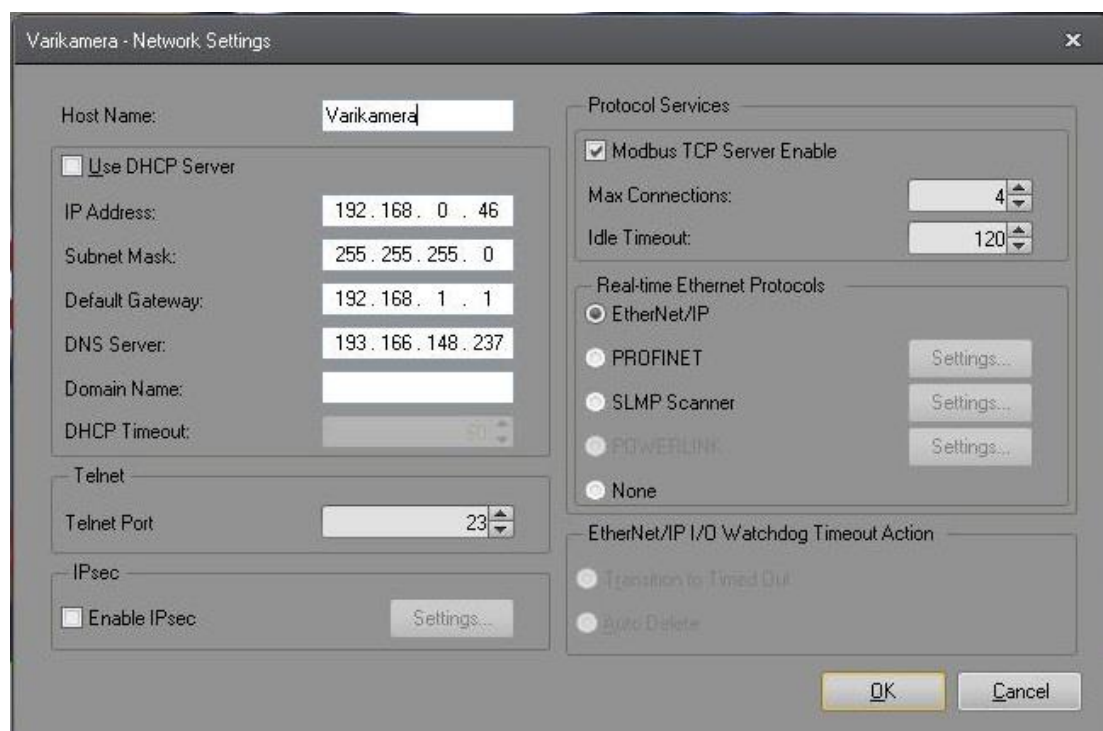 Varikamera - Network Settings
Host Name: Varikamera
Use DHCP Server
IP Address: 192.168. 0 . 46
Subnet Mask: 255.255.255. 0
Default Gateway: 192.168. 1 . 1
DNS Server: 193.166.148.237
Domain Name:
DHCP Timeout: 60
Telnet
Telnet Port 23
IPsec
Enable IPsec Settings...
Protocol Services
Modbus TCP Server Enable
Max Connections: 4
Idle Timeout: 120
Real-time Ethernet Protocols
EtherNet/IP
PROFINET Settings...
SLMP Scanner Settings...
POWERLINK Settings...
None
EtherNet/IP I/O Watchdog Timeout Action
Transition to Timed Out
Auto Delete
OK Cancel